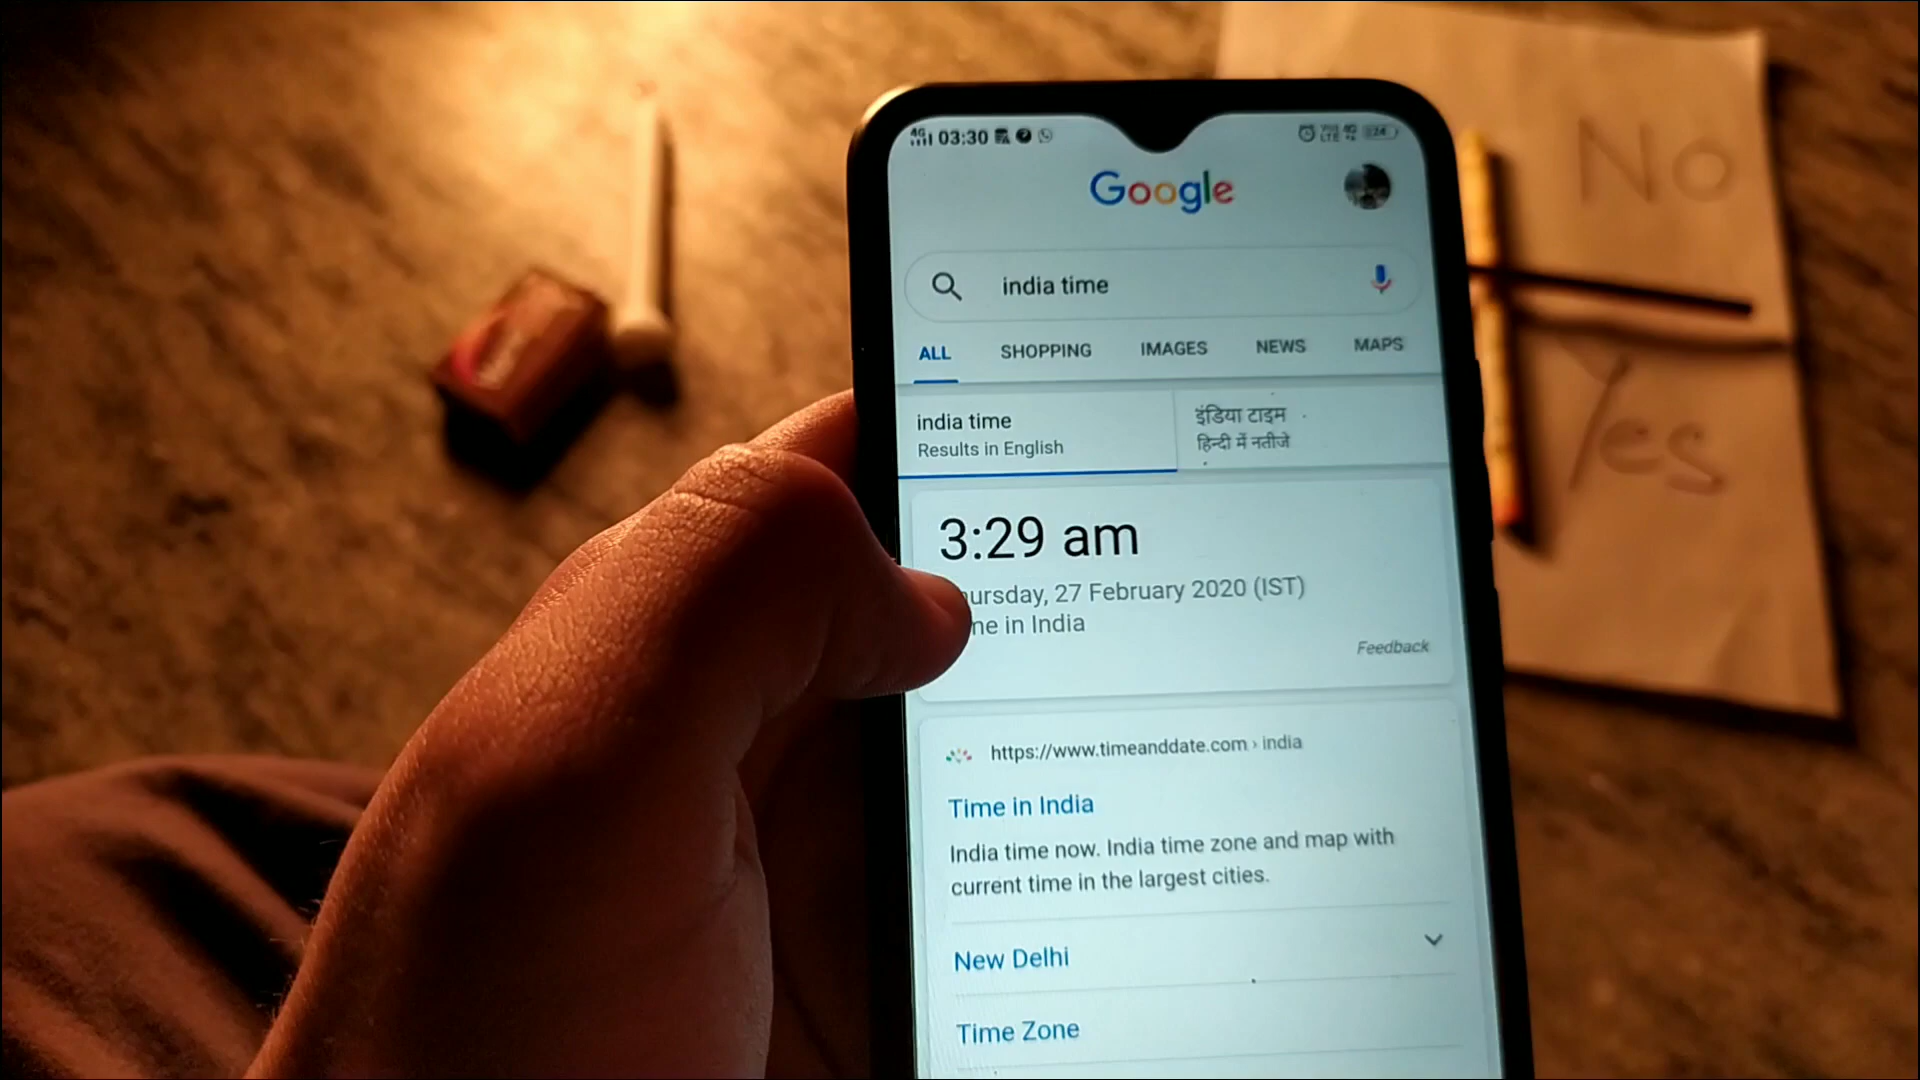 4G 03:30
Google
india time
ALL SHOPPING IMAGES NEWS MAPS
india time
Results in English
इंडिया टाइम
हिन्दी में नतीजे
3:29 am
27 February 2020 (IST)
in India
Feedback
https://www.timeanddate.com › india
Time in India
India time now. India time zone and map with
current time in the largest cities.
New Delhi
Time Zone
No
Yes